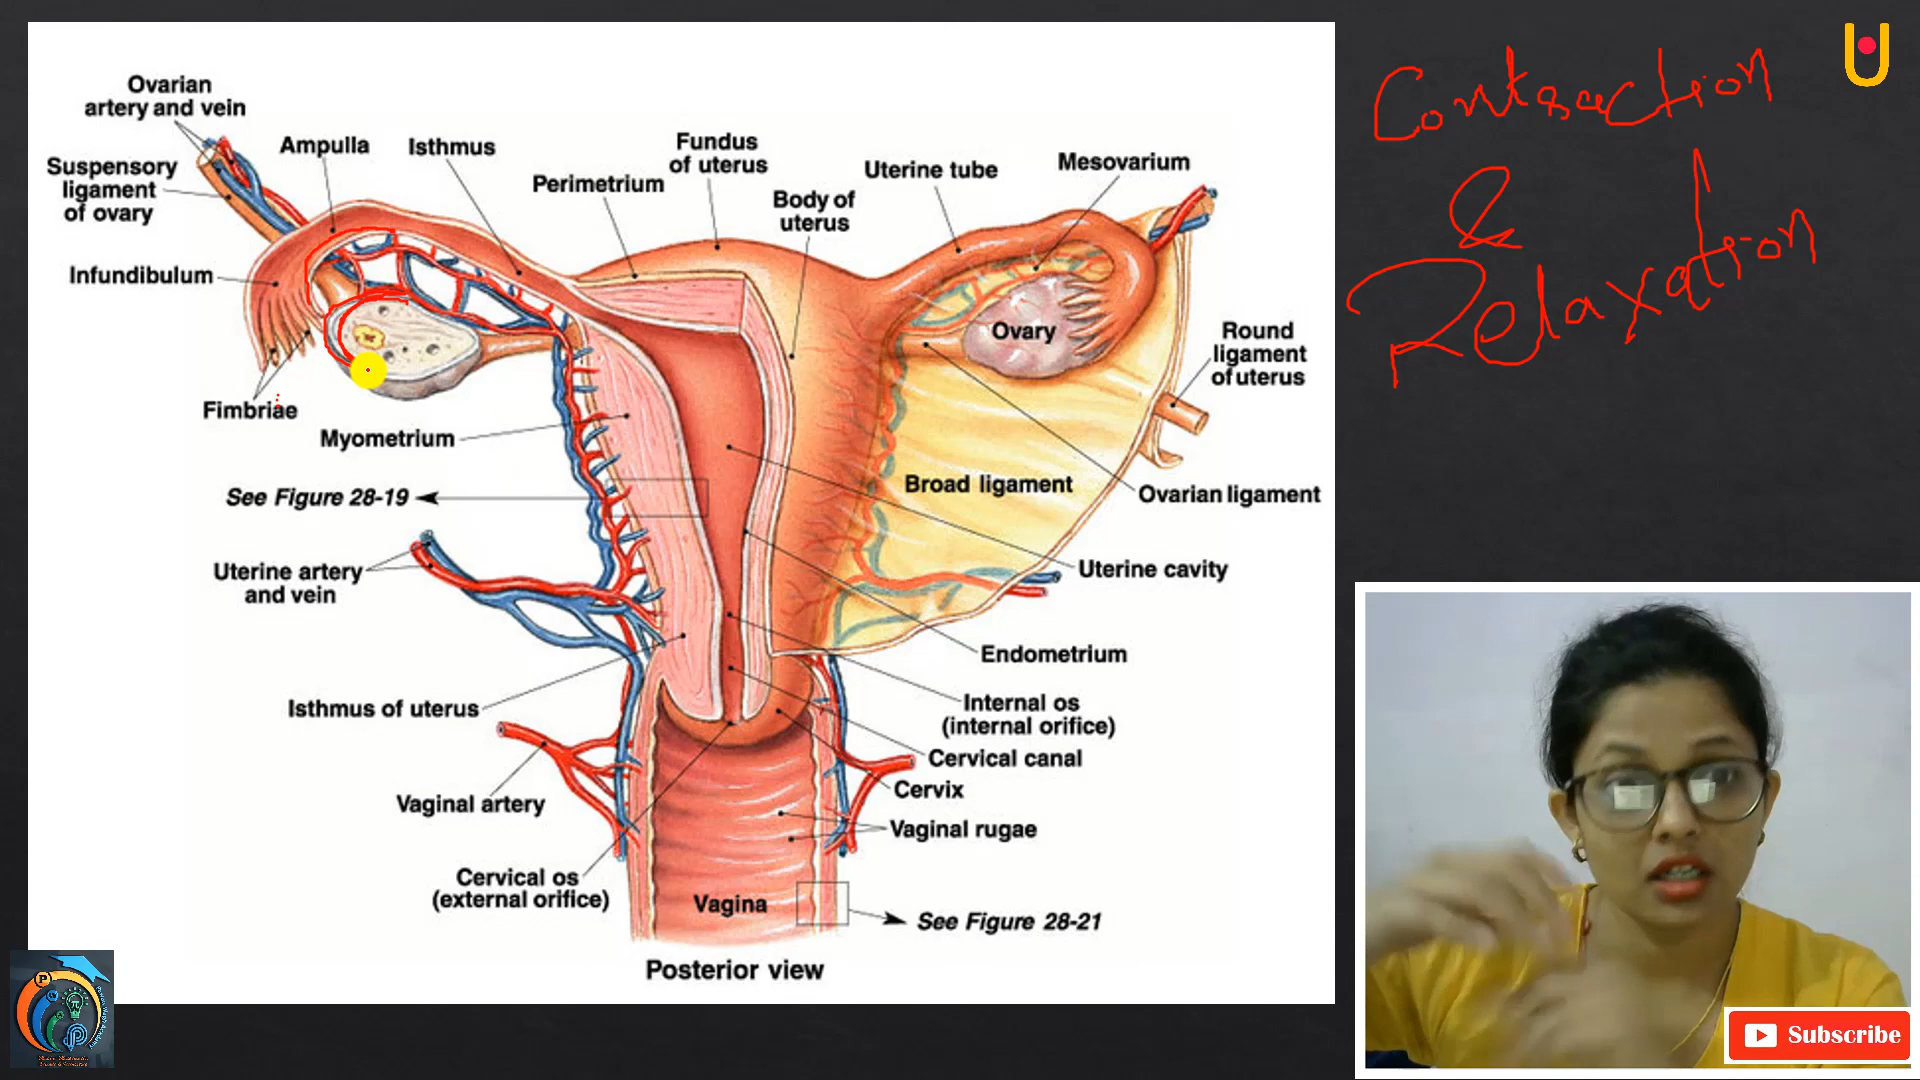 Ovarian
artery and vein
Suspensory
ligament
of ovary
Ampulla
Isthmus
Perimetrium
Fundus
of uterus
Body of
uterus
Uterine tube
Mesovarium
Infundibulum
Ovary
Round
ligament
of uterus
Fimbriae
Myometrium
See Figure 28-19
Broad ligament
Ovarian ligament
Uterine artery
and vein
Uterine cavity
Endometrium
Isthmus of uterus
Internal os
(internal orifice)
Cervical canal
Cervix
Vaginal artery
Vaginal rugae
Cervical os
(external orifice)
Vagina
See Figure 28-21
Posterior view
Contraction
&
Relaxation
Subscribe